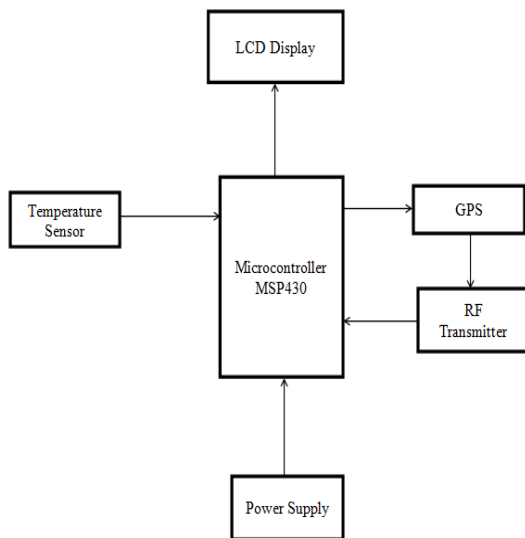 LCD Display
Temperature
Sensor
Microcontroller
MSP430
GPS
RF
Transmitter
Power Supply